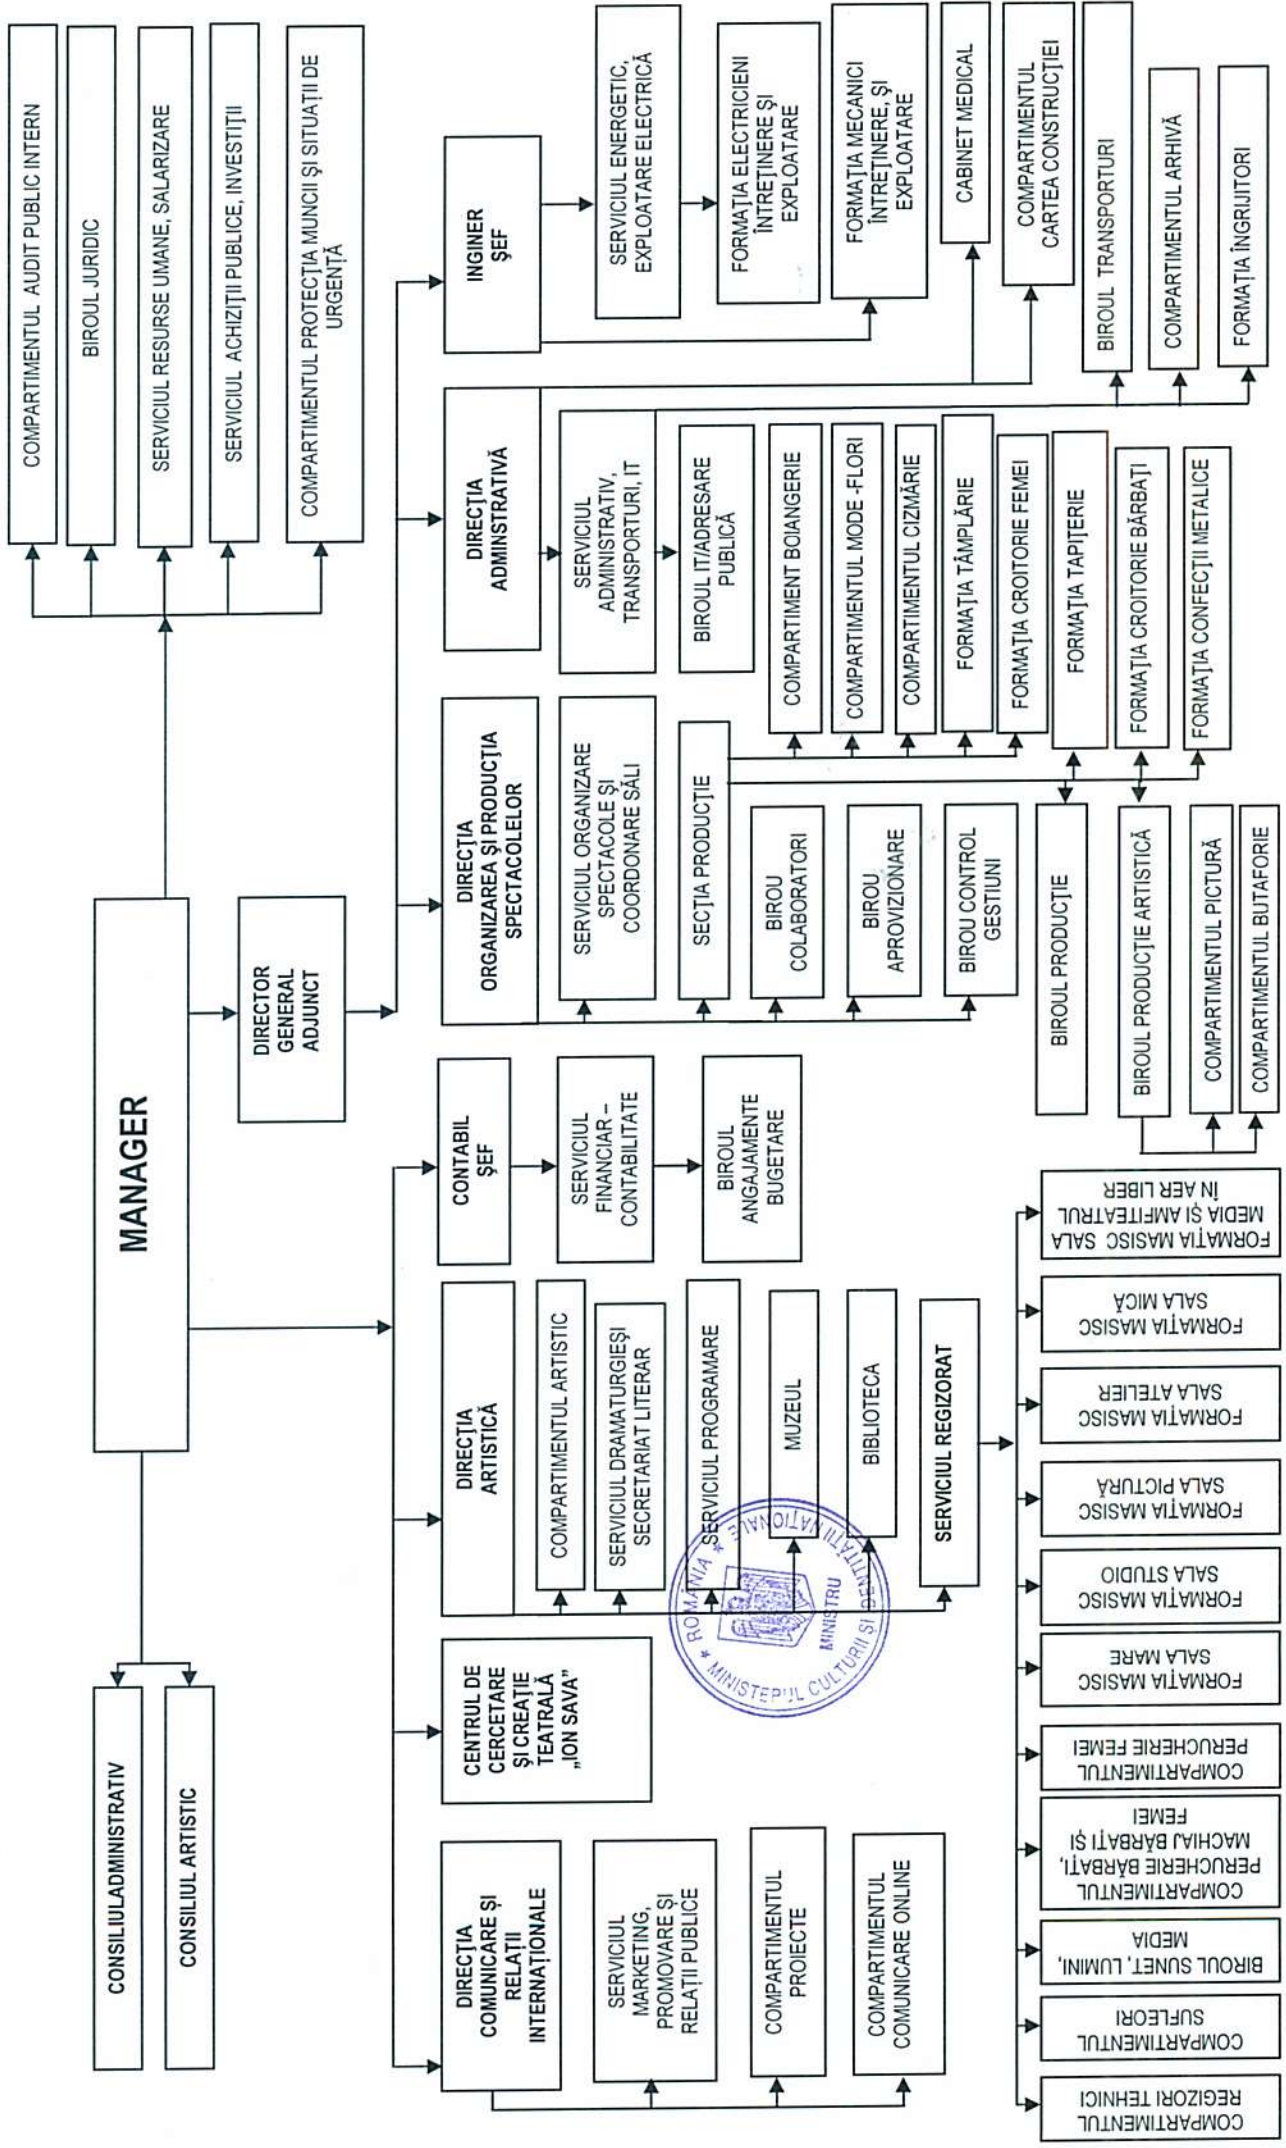 MANAGER
CONSILIULADMINISTRATIV
CONSILIUL ARTISTIC
COMPARTIMENTUL AUDIT PUBLIC INTERN
BIROUL JURIDIC
SERVICIUL RESURSE UMANE, SALARIZARE
SERVICIUL ACHIZIȚII PUBLICE, INVESTIȚII
COMPARTIMENTUL PROTECȚIA MUNCII ȘI SITUAȚII DE
URGENȚĂ
DIRECTOR
GENERAL
ADJUNCT
DIRECȚIA
COMUNICARE ȘI
RELAȚII
INTERNAȚIONALE
SERVICIUL
MARKETING,
PROMOVARE ȘI
RELAȚII PUBLICE
COMPARTIMENTUL
PROIECTE
COMPARTIMENTUL
COMUNICARE ONLINE
CENTRUL DE
CERCETARE
ȘI CREAȚIE
TEATRALĂ
„ION SAVA”
DIRECȚIA
ARTISTICĂ
COMPARTIMENTUL ARTISTIC
SERVICIUL DRAMATURGIEȘI
SECRETARIAT LITERAR
SERVICIUL PROGRAMARE
MUZEUL
BIBLIOTECA
SERVICIUL REGIZORAT
CONTABIL
ȘEF
SERVICIUL
FINANCIAR –
CONTABILITATE
BIROUL
ANGAJAMENTE
BUGETARE
DIRECȚIA
ORGANIZAREA ȘI PRODUCȚIA
SPECTACOLELOR
SERVICIUL ORGANIZARE
SPECTACOLE ȘI
COORDONARE SĂLI
SECȚIA PRODUCȚIE
BIROU
COLABORATORI
BIROU
APROVIZIONARE
BIROU CONTROL
GESTIUNI
BIROUL PRODUCȚIE
BIROUL PRODUCȚIE ARTISTICĂ
COMPARTIMENTUL PICTURĂ
COMPARTIMENTUL BUTAFORIE
COMPARTIMENT BOIANGERIE
COMPARTIMENTUL MODE -FLORI
COMPARTIMENTUL CIZMĂRIE
FORMAȚIA TÂMPLĂRIE
FORMAȚIA CROITORIE FEMEI
FORMAȚIA TAPIȚERIE
FORMAȚIA CROITORIE BĂRBAȚI
FORMAȚIA CONFECȚII METALICE
DIRECȚIA
ADMINSTRATIVĂ
SERVICIUL
ADMINISTRATIV,
TRANSPORTURI, IT
BIROUL IT/ADRESARE
PUBLICĂ
INGINER
ȘEF
SERVICIUL ENERGETIC,
EXPLOATARE ELECTRICĂ
FORMAȚIA ELECTRICIENI
ÎNTREȚINERE ȘI
EXPLOATARE
FORMAȚIA MECANICI
ÎNTREȚINERE, ȘI
EXPLOATARE
CABINET MEDICAL
COMPARTIMENTUL
CARTEA CONSTRUCȚIEI
BIROUL TRANSPORTURI
COMPARTIMENTUL ARHIVĂ
FORMAȚIA ÎNGRIJITORI
COMPARTIMENTUL
REGIZORI TEHNICI
COMPARTIMENTUL
SUFLEORI
BIROUL SUNET, LUMINI,
MEDIA
COMPARTIMENTUL
PERUCHERIE BĂRBAȚI,
MACHIAJ BĂRBAȚI ȘI
FEMEI
COMPARTIMENTUL
PERUCHERIE FEMEI
FORMAȚIA MASISC
SALA MARE
FORMAȚIA MASISC
SALA STUDIO
FORMAȚIA MASISC
SALA PICTURĂ
FORMAȚIA MASISC
SALA ATELIER
FORMAȚIA MASISC
SALA MICĂ
FORMAȚIA MASISC SALA
MEDIA ȘI AMFITEATRUL
ÎN AER LIBER
★ ROMÂNIA ★
MINISTERUL CULTURII ȘI IDENTITĂȚII NAȚIONALE
MINISTRU